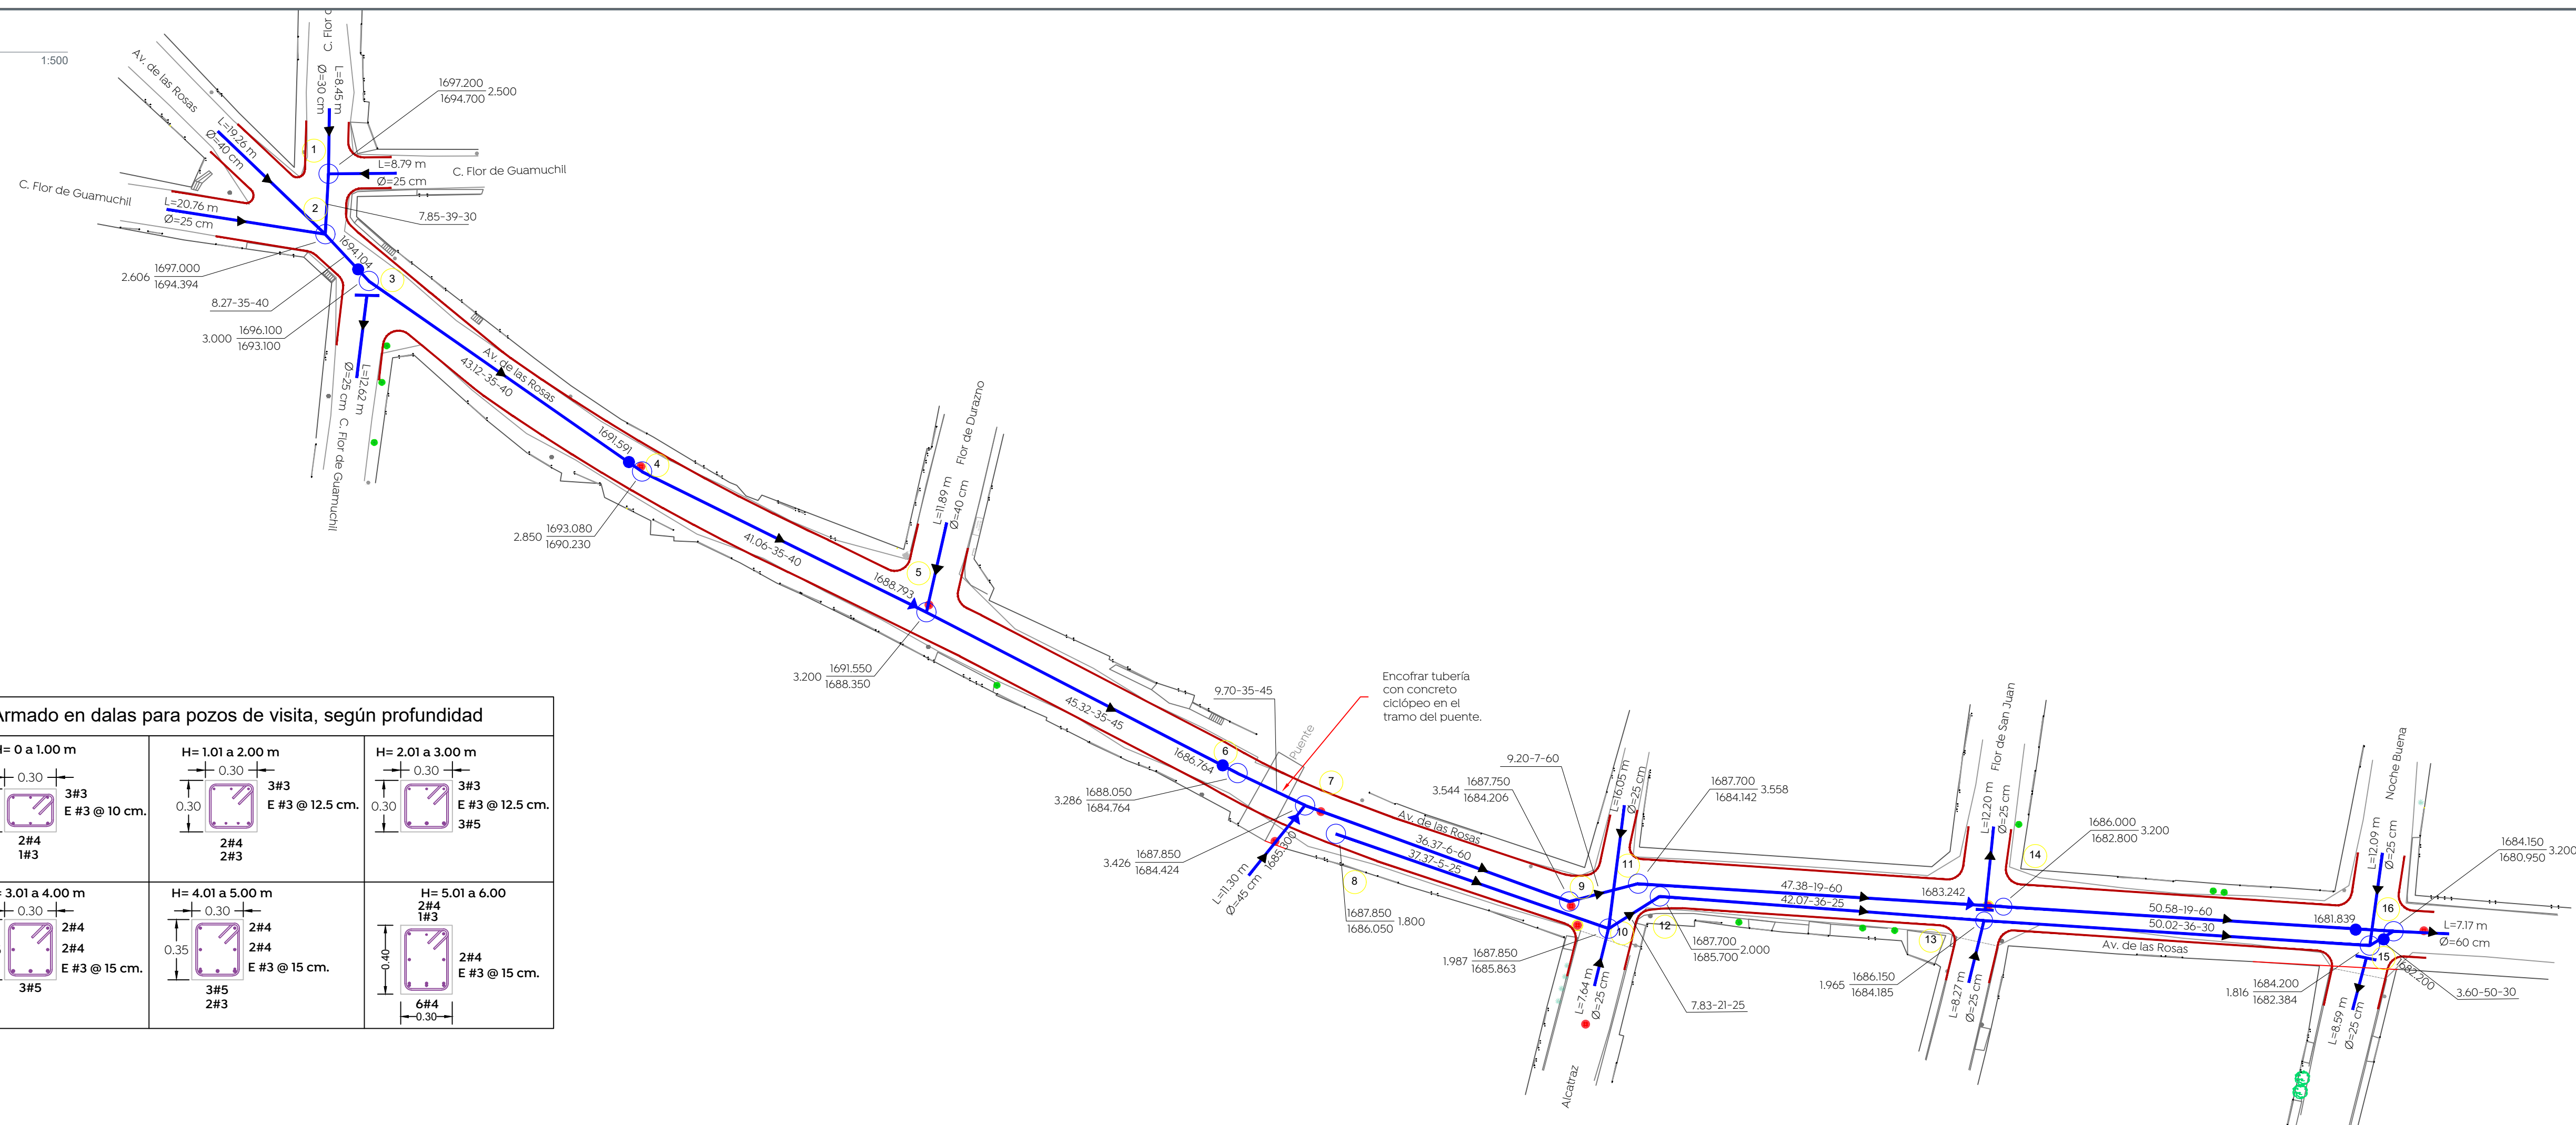 1:500
C. Flor
Av. de las Rosas
L=19.26 m
Ø=40 cm
Ø=30 cm
L=8.45 m
1697.200
1694.700
2.500
1
L=8.79 m
Ø=25 cm
C. Flor de Guamuchil
C. Flor de Guamuchil
L=20.76 m
Ø=25 cm
2
7.85-39-30
2.606
1697.000
1694.394
1694.104
3
8.27-35-40
3.000
1696.100
1693.100
Ø=25 cm
L=12.62 m
C. Flor de Guamuchil
Av. de las Rosas
43.12-35-40
1691.591
4
2.850
1693.080
1690.230
41.06-35-40
1688.793
5
L=11.89 m
Ø=40 cm
Flor de Durazno
3.200
1691.550
1688.350
45.32-35-45
1686.764
6
9.70-35-45
Puente
Encofrar tubería
con concreto
ciclópeo en el
tramo del puente.
3.286
1688.050
1684.764
7
3.426
1687.850
1684.424
L=11.30 m
Ø=45 cm
1685.300
8
1687.850
1686.050
1.800
Av. de las Rosas
36.37-6-60
37.37-5-25
3.544
1687.750
1684.206
9.20-7-60
9
L=16.05 m
Ø=25 cm
11
1687.700
1684.142
3.558
10
12
1.987
1687.850
1685.863
1687.700
1685.700
2.000
7.83-21-25
L=7.64 m
Ø=25 cm
Alcatraz
47.38-19-60
42.07-36-25
1683.242
L=12.20 m
Ø=25 cm
Flor de San Juan
14
1686.000
1682.800
3.200
13
1.965
1686.150
1684.185
L=8.27 m
Ø=25 cm
50.58-19-60
50.02-36-30
Av. de las Rosas
1681.839
L=12.09 m
Ø=25 cm
Noche Buena
16
1684.150
1680.950
3.200
L=7.17 m
Ø=60 cm
15
1682.200
1.816
1684.200
1682.384
3.60-50-30
L=8.59 m
Ø=25 cm
Armado en dalas para pozos de visita, según profundidad
H= 0 a 1.00 m
0.30
3#3
E #3 @ 10 cm.
2#4
1#3
H= 1.01 a 2.00 m
0.30
0.30
3#3
E #3 @ 12.5 cm.
2#4
2#3
H= 2.01 a 3.00 m
0.30
0.30
3#3
E #3 @ 12.5 cm.
3#5
= 3.01 a 4.00 m
0.30
2#4
2#4
E #3 @ 15 cm.
3#5
H= 4.01 a 5.00 m
0.30
0.35
2#4
2#4
E #3 @ 15 cm.
3#5
2#3
H= 5.01 a 6.00
2#4
1#3
0.40
2#4
E #3 @ 15 cm.
6#4
0.30